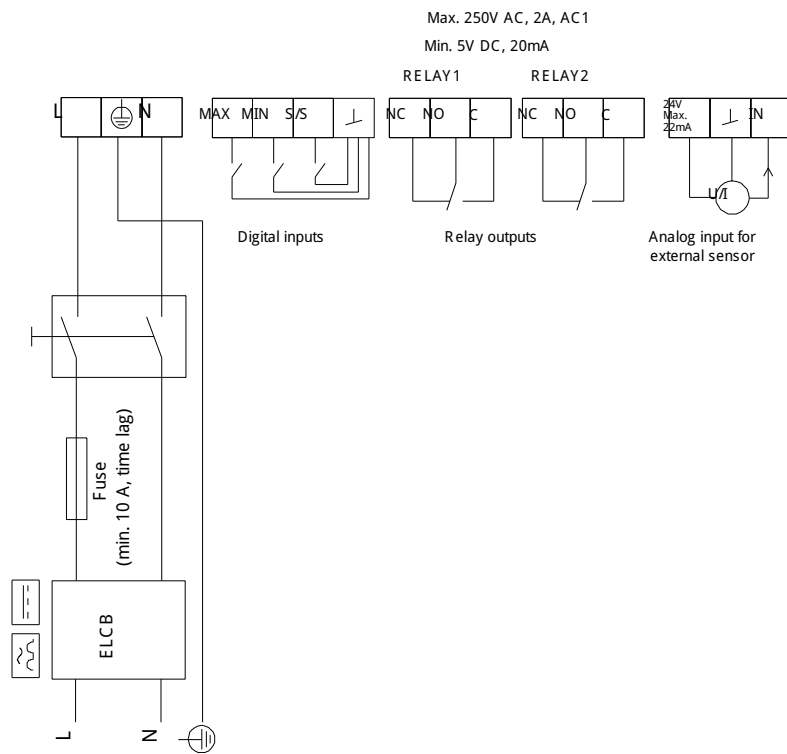 Max. 250V AC, 2A, AC1
Min. 5V DC, 20mA
RELAY1 RELAY2
L N
MAX MIN S/S
NC NO C
NC NO C
24V
Max.
22mA
IN
U/I
Digital inputs
Relay outputs
Analog input for
external sensor
Fuse
(min. 10 A, time lag)
ELCB
L N